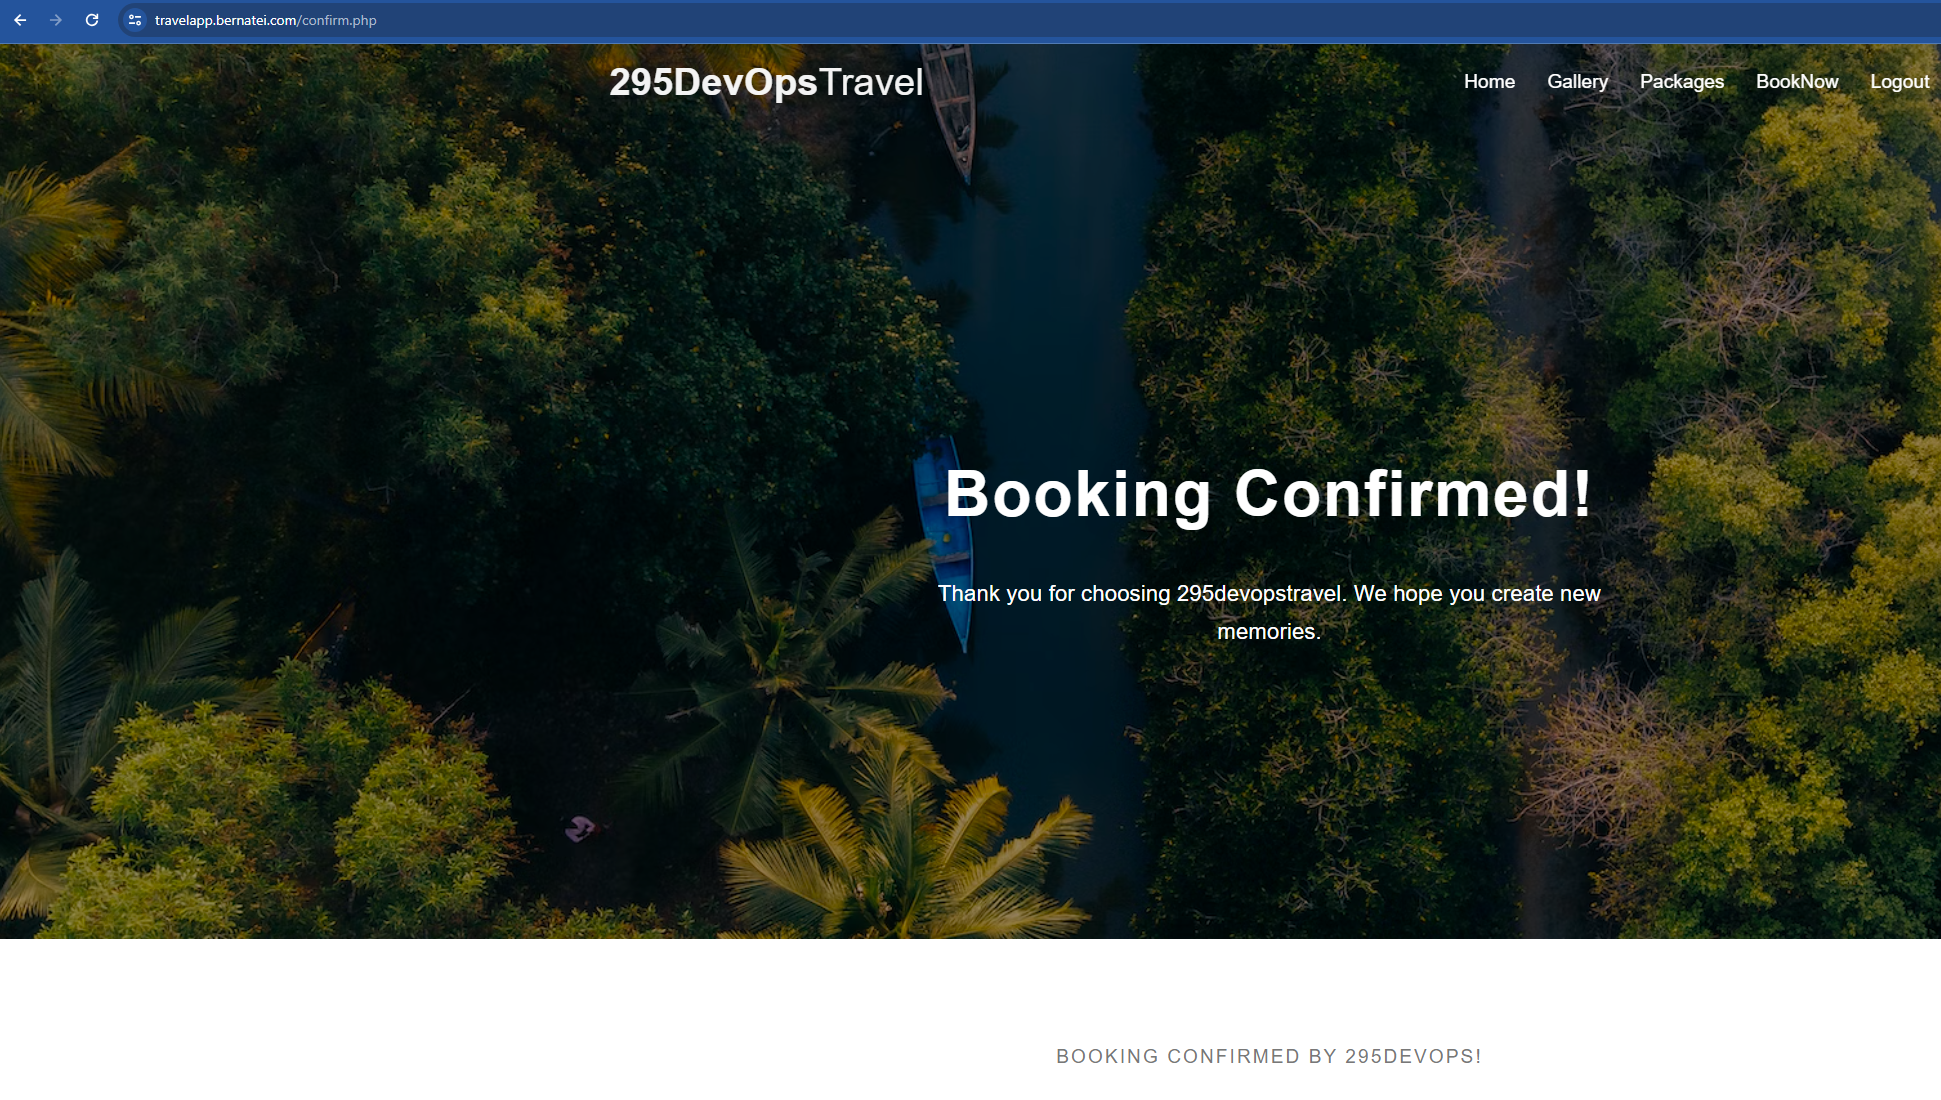 travelapp.bernatei.com/confirm.php
295DevOpsTravel
Home Gallery Packages BookNow Logout
Booking Confirmed!
Thank you for choosing 295devopstravel. We hope you create new
memories.
BOOKING CONFIRMED BY 295DEVOPS!